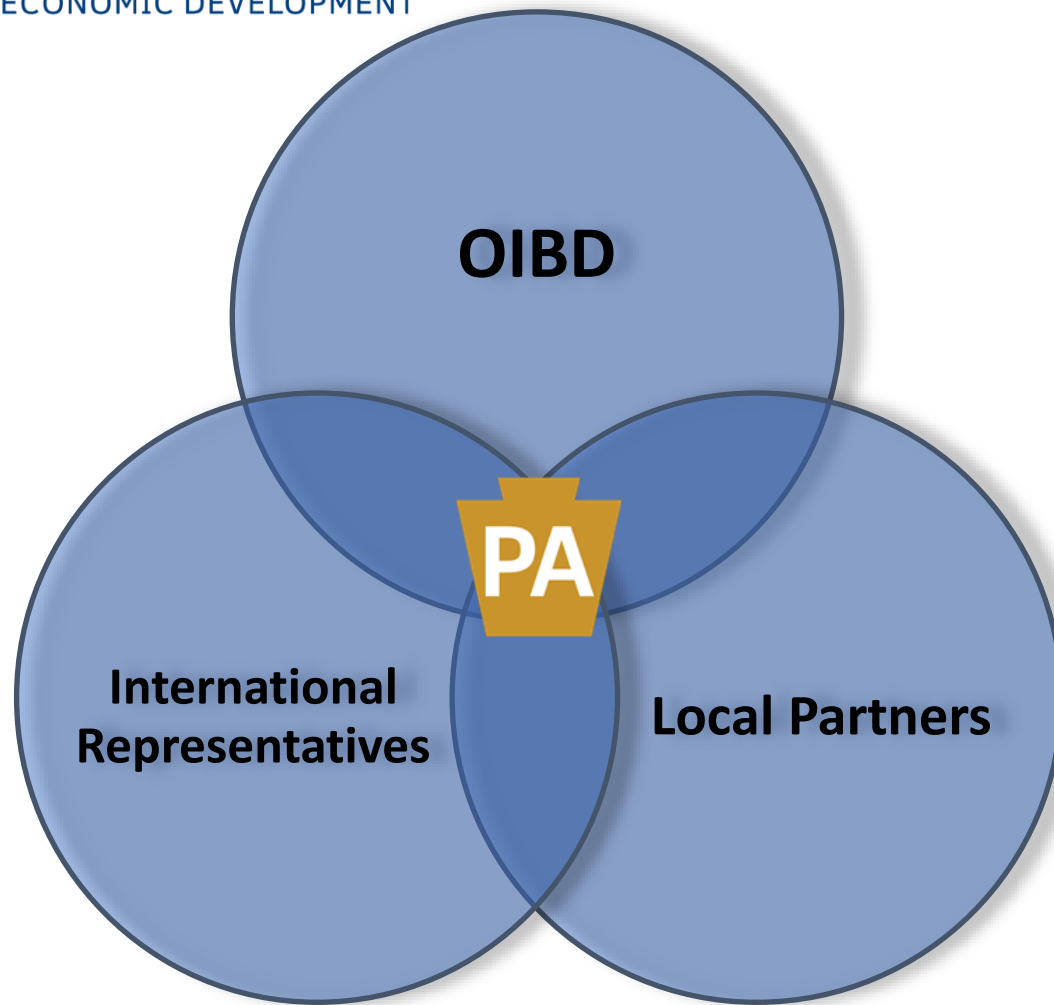 ECONOMIC DEVELOPMENT
OIBD
PA
International
Representatives
Local Partners